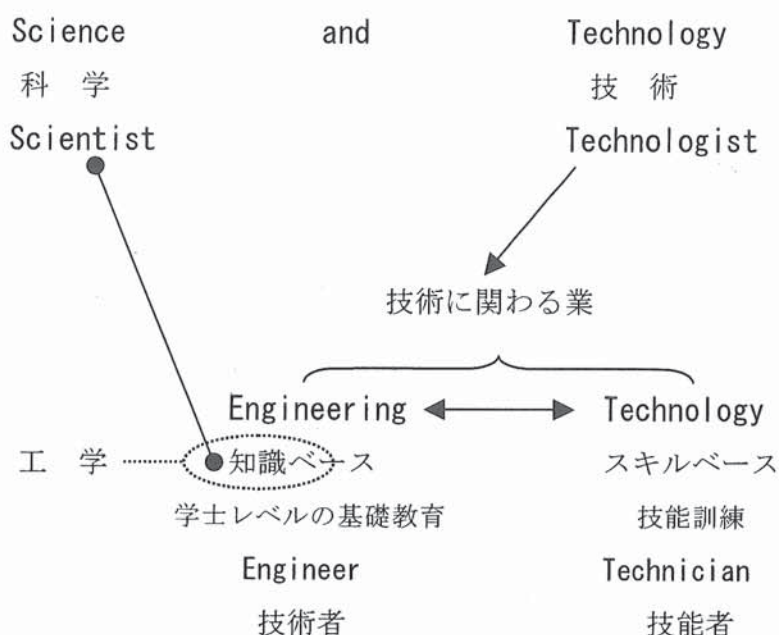 Science and Technology
科 学 技 術
Scientist Technologist
技術に関わる業
Engineering Technology
工 学 知識ベース スキルベース
学士レベルの基礎教育 技能訓練
Engineer Technician
技術者 技能者